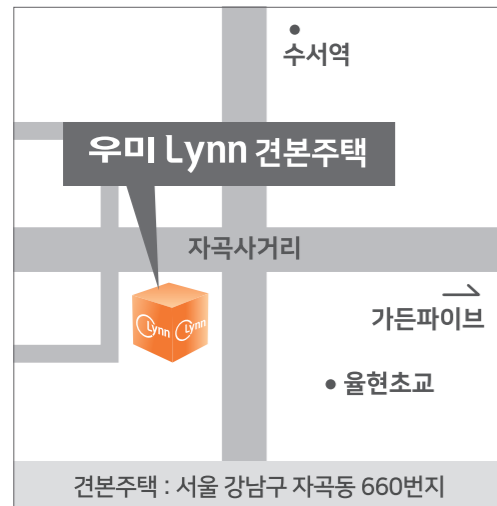 수서역
우미 Lynn 견본주택
자곡사거리
Lynn Lynn
가든파이브
율현초교
견본주택 : 서울 강남구 자곡동 660번지